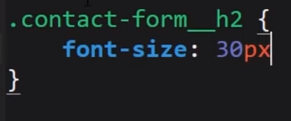 .contact-form__h2 {
    font-size: 30px
}